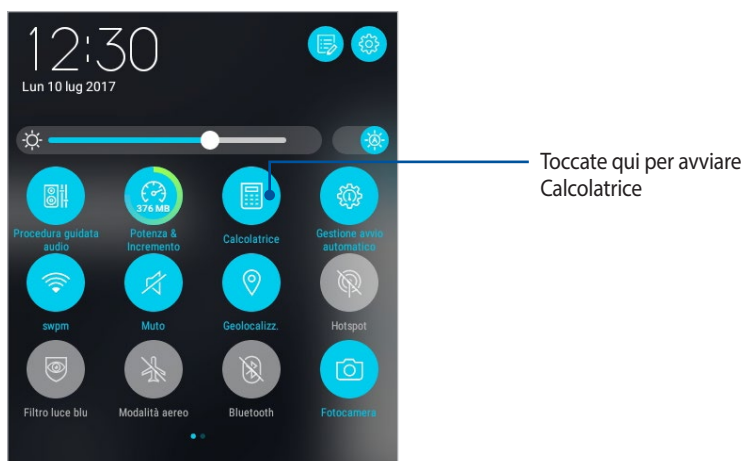 12:30
Lun 10 lug 2017
Toccate qui per avviare
Calcolatrice
376 MB
Procedura guidata
audio
Potenza &
Incremento
Calcolatrice
Gestione avvio
automatico
swpm
Muto
Geolocalizz.
Hotspot
Filtro luce blu
Modalità aereo
Bluetooth
Fotocamera